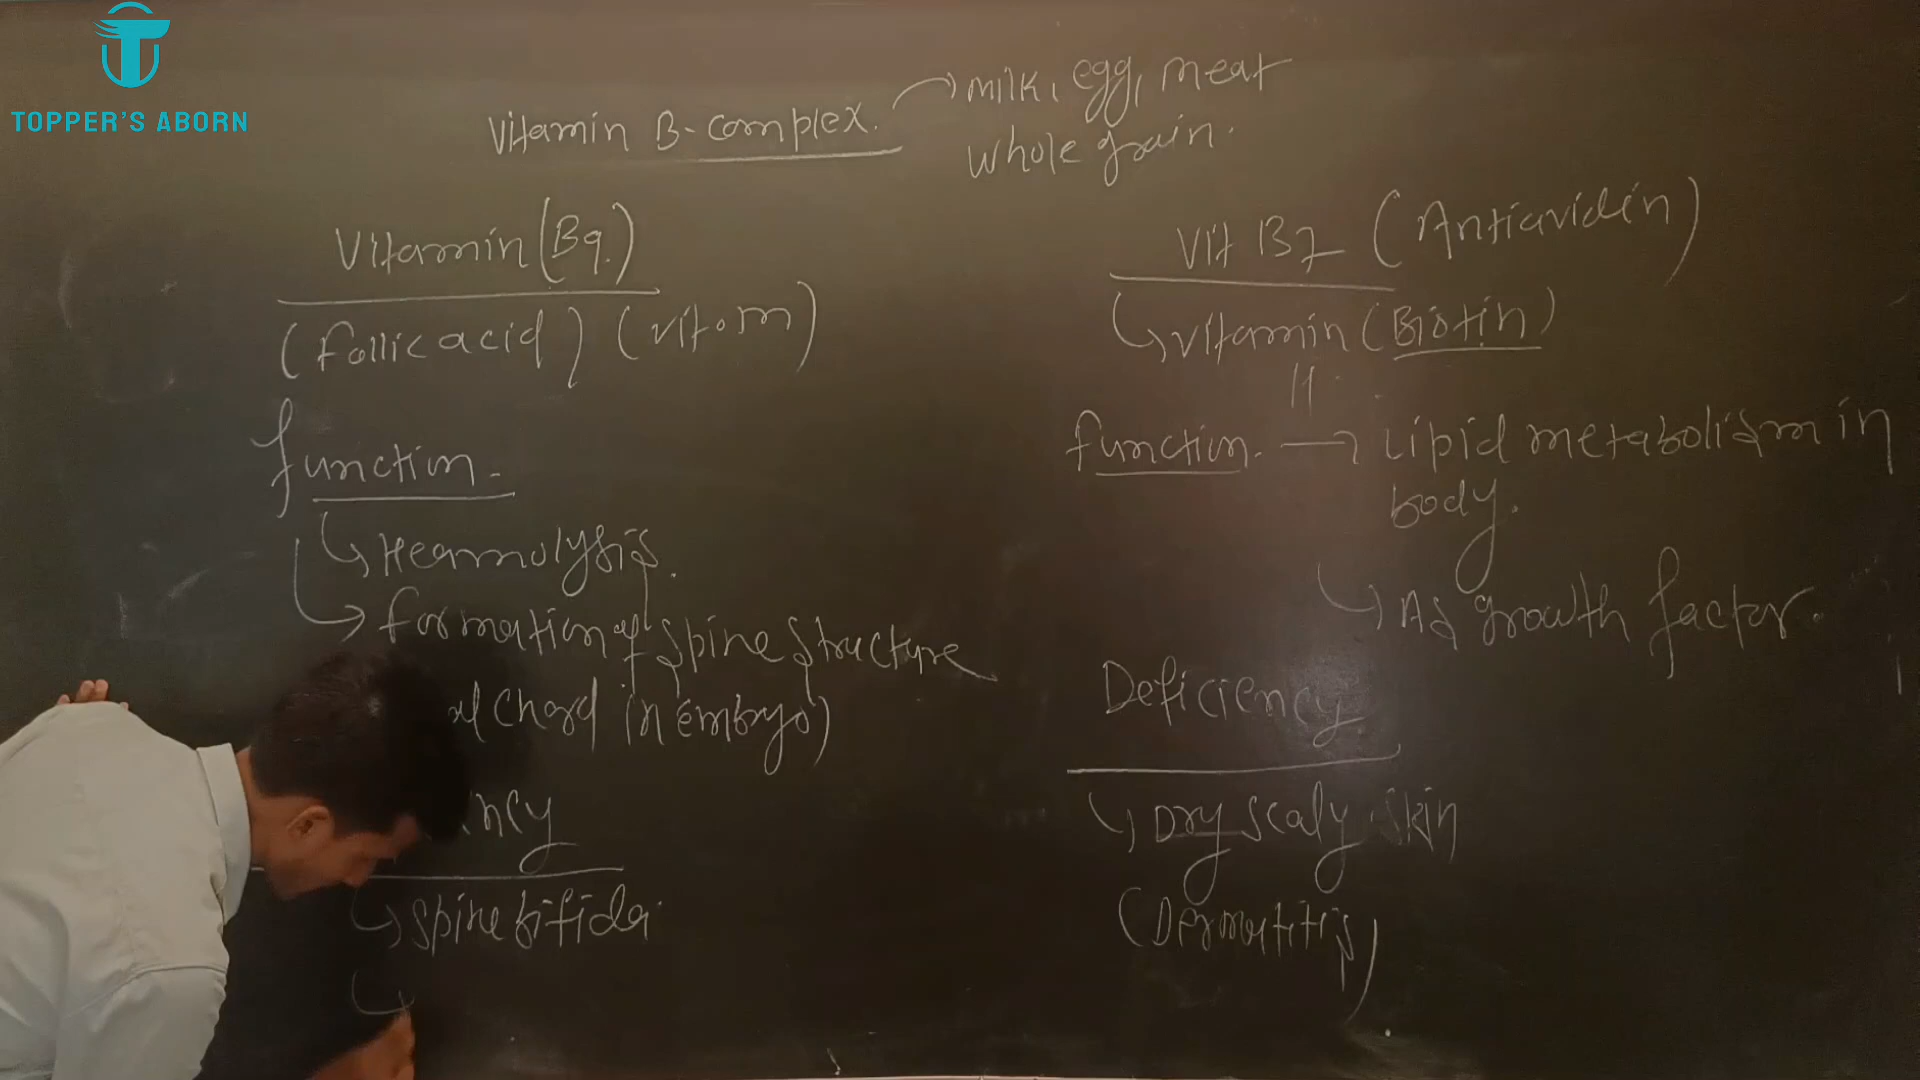 TOPPER'S ABORN
Vitamin B-complex. milk, egg, meat
whole grain.
Vitamin (B9.)
(follic acid) (vit.m)
function.
Heamolysis.
formation of spine structure
chord in embryo)
ncy
spine bifida
Vit B7 (Antiavidin)
vitamin (Biotin)
H
function. → Lipid metabolism in
body.
As growth factor.
Deficiency
Dry scaly skin
(Dermatitis)